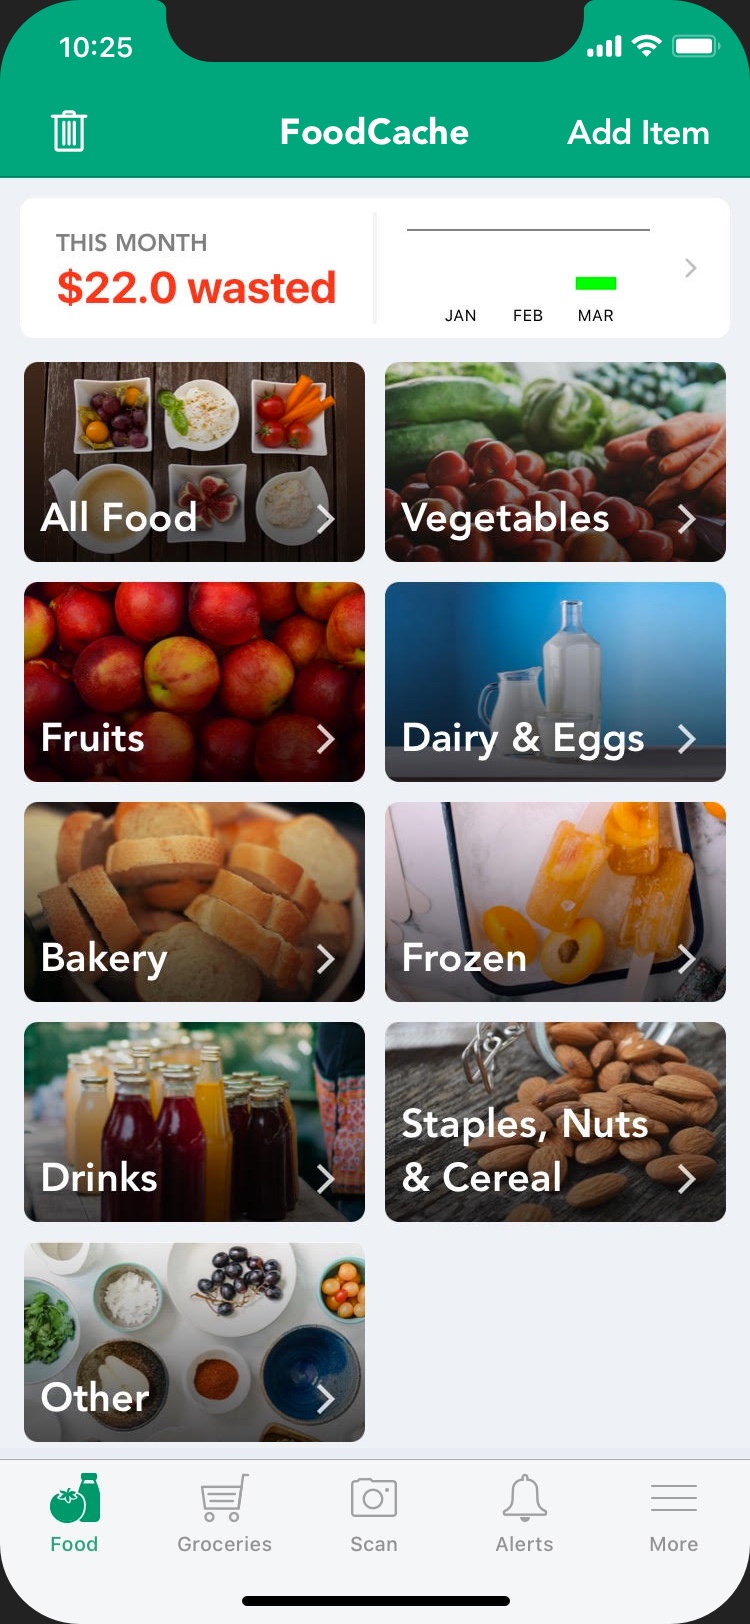 10:25
FoodCache
Add Item
THIS MONTH
$22.0 wasted
JAN FEB MAR
All Food
Vegetables
Fruits
Dairy & Eggs
Bakery
Frozen
Drinks
Staples, Nuts
& Cereal
Other
Food
Groceries
Scan
Alerts
More